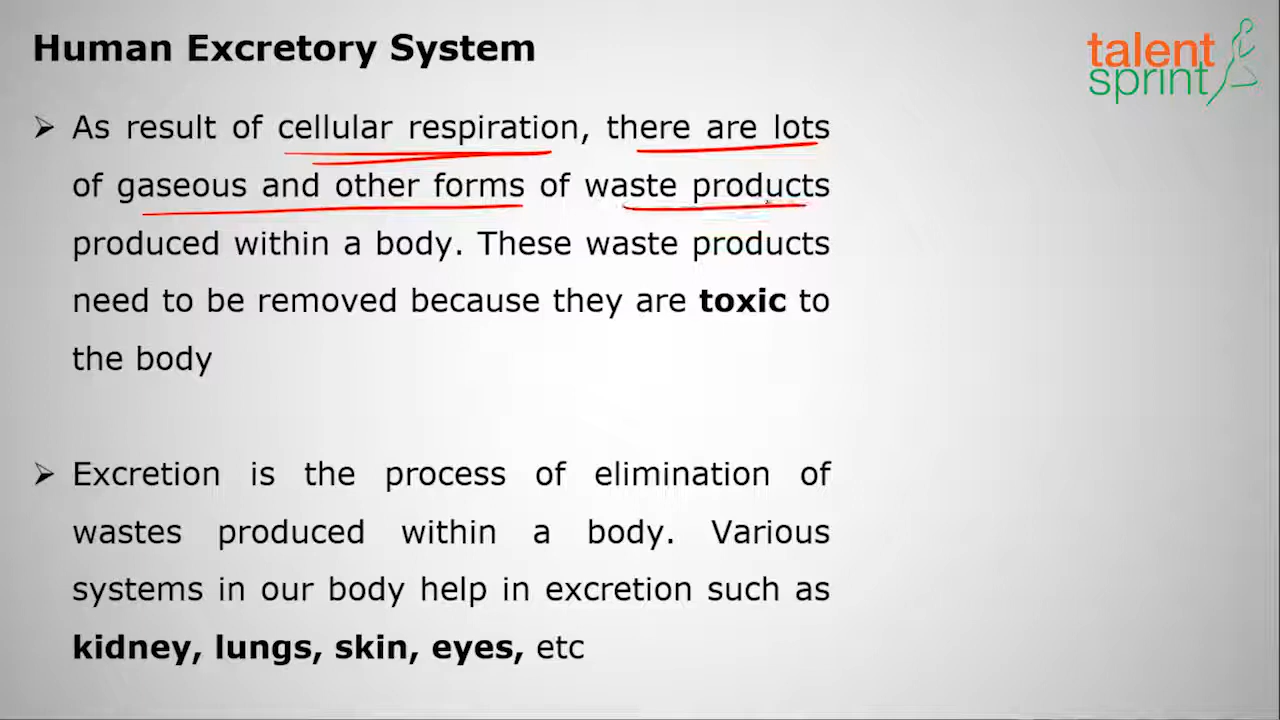 Human Excretory System
talent
sprint
➢ As result of cellular respiration, there are lots
of gaseous and other forms of waste products
produced within a body. These waste products
need to be removed because they are toxic to
the body
➢ Excretion is the process of elimination of
wastes produced within a body. Various
systems in our body help in excretion such as
kidney, lungs, skin, eyes, etc